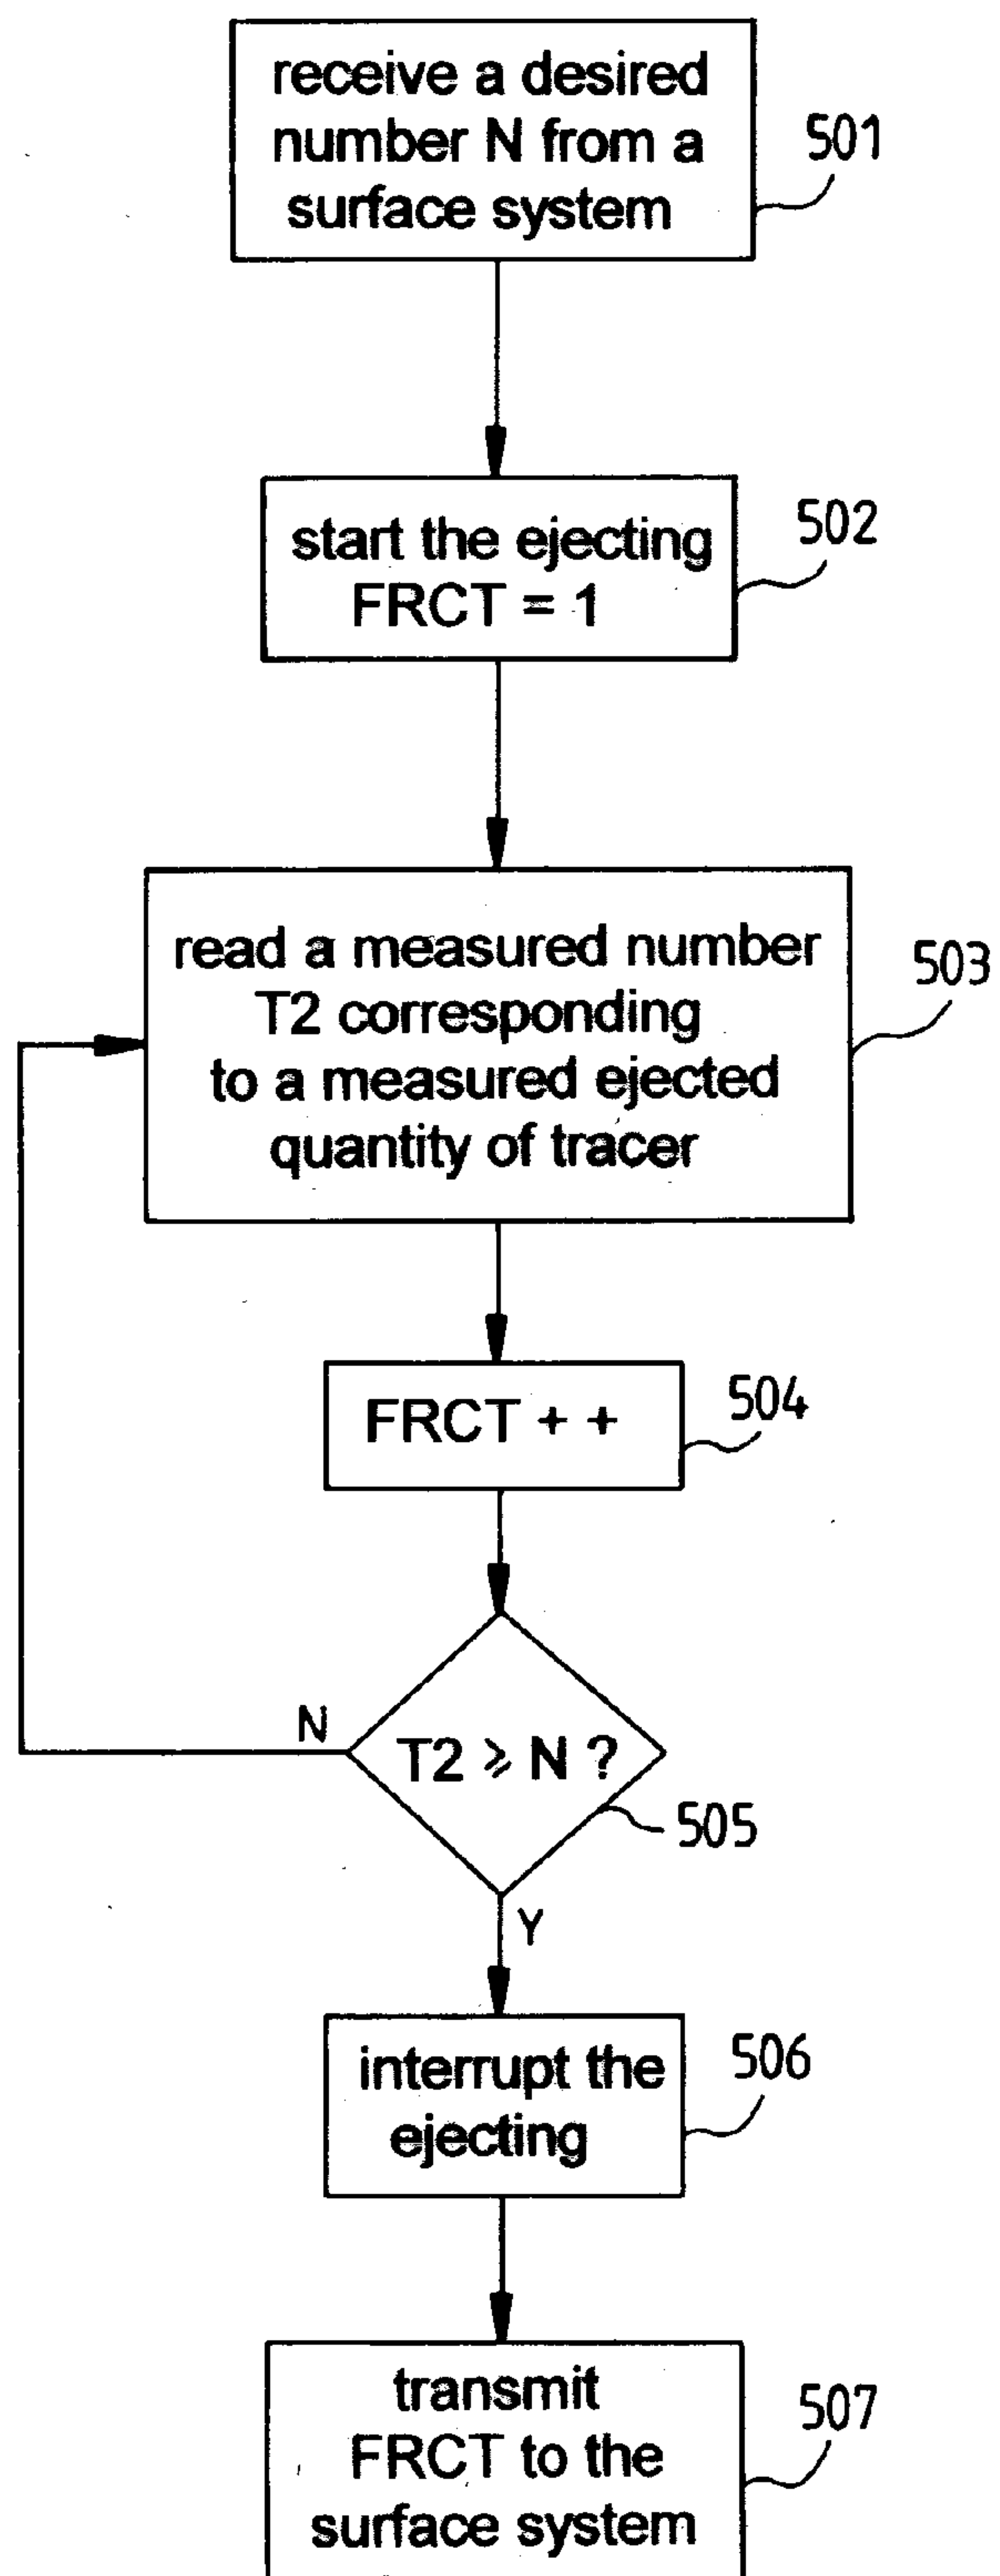 receive a desired
number N from a
surface system
501
start the ejecting
FRCT = 1
502
read a measured number
T2 corresponding
to a measured ejected
quantity of tracer
503
FRCT + +
504
T2 ⩾ N ?
505
N
Y
interrupt the
ejecting
506
transmit
FRCT to the
surface system
507